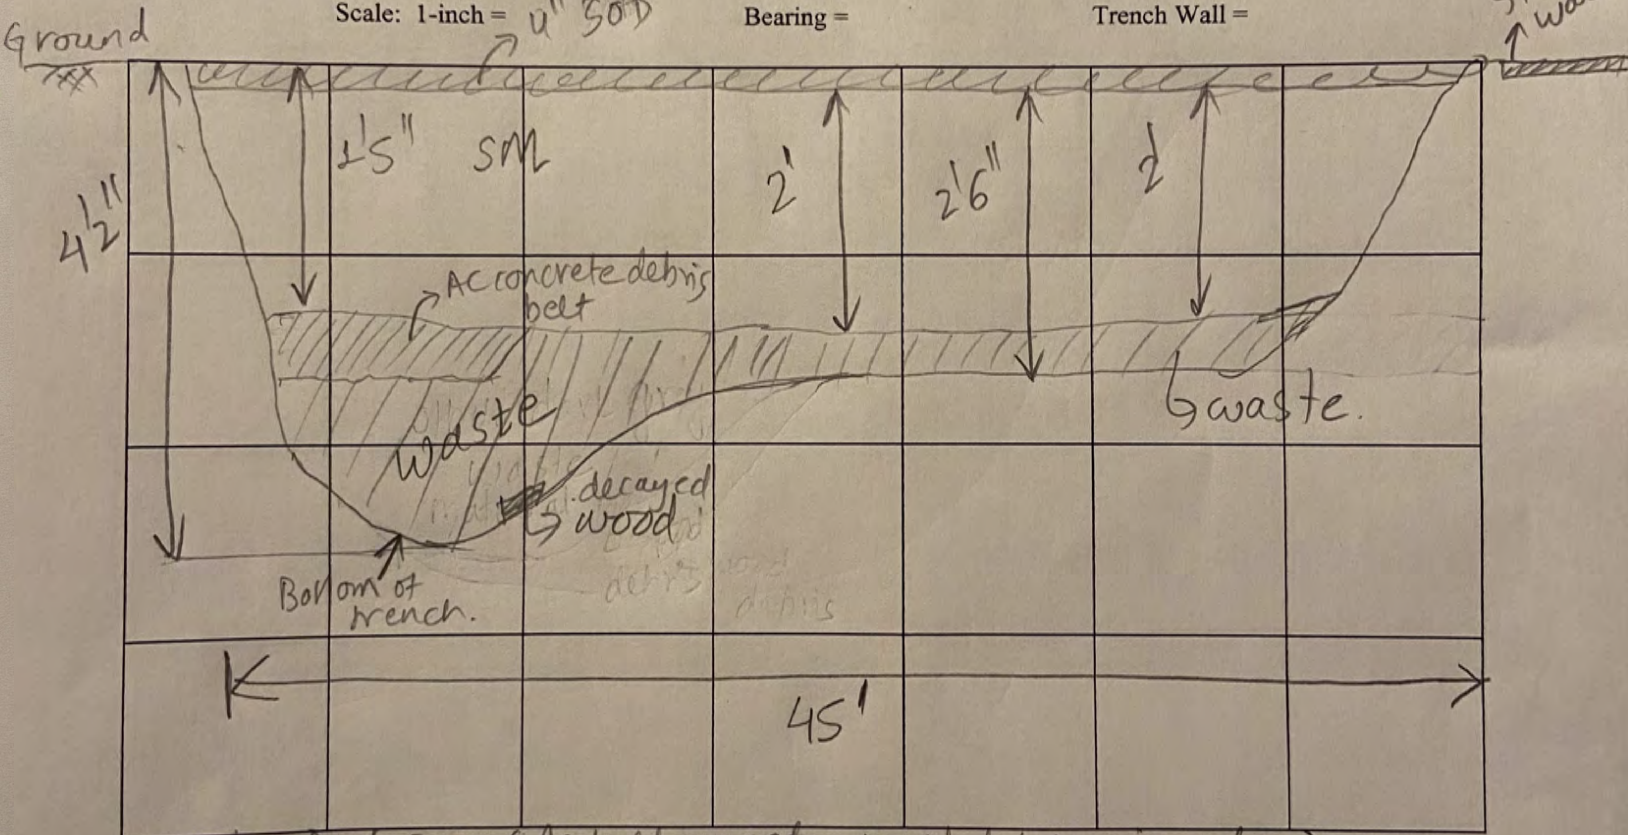 Scale: 1-inch = 4" SOD Bearing = Trench Wall =
Ground
1'5" SM 2' 2'6" 2'
4'2"
AC concrete debris
belt
waste waste.
decayed
wood
Bottom of
trench.
debris
45'